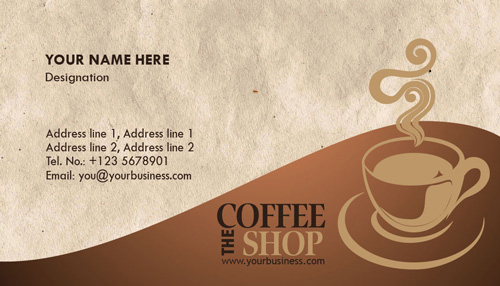 YOUR NAME HERE
Designation
Address line 1, Address line 1
Address line 2, Address line 2
Tel. No.: +123 5678901
Email: you@yourbusiness.com
THE COFFEE
SHOP
www.yourbusiness.com